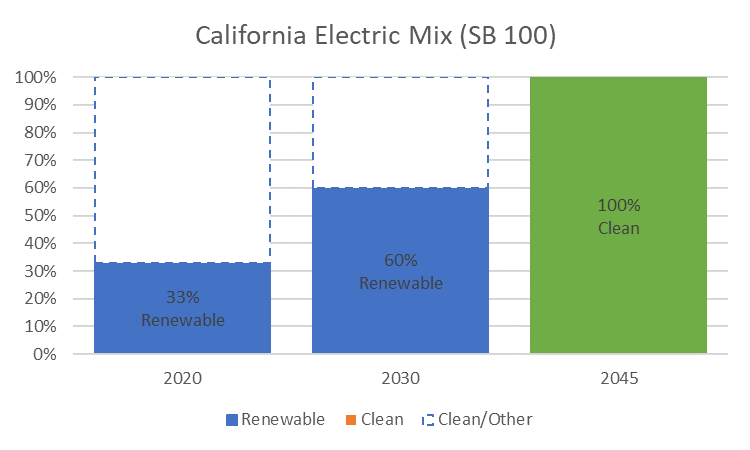 California Electric Mix (SB 100)
100%
90%
80%
70%
60%
50%
40%
30%
20%
10%
0%
33%
Renewable
60%
Renewable
100%
Clean
2020 2030 2045
Renewable Clean Clean/Other